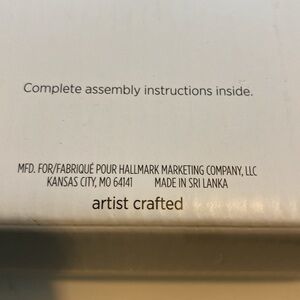 Complete assembly instructions inside.
MFD. FOR/FABRIQUÉ POUR HALLMARK MARKETING COMPANY, LLC
KANSAS CITY, MO 64141 MADE IN SRI LANKA
artist crafted